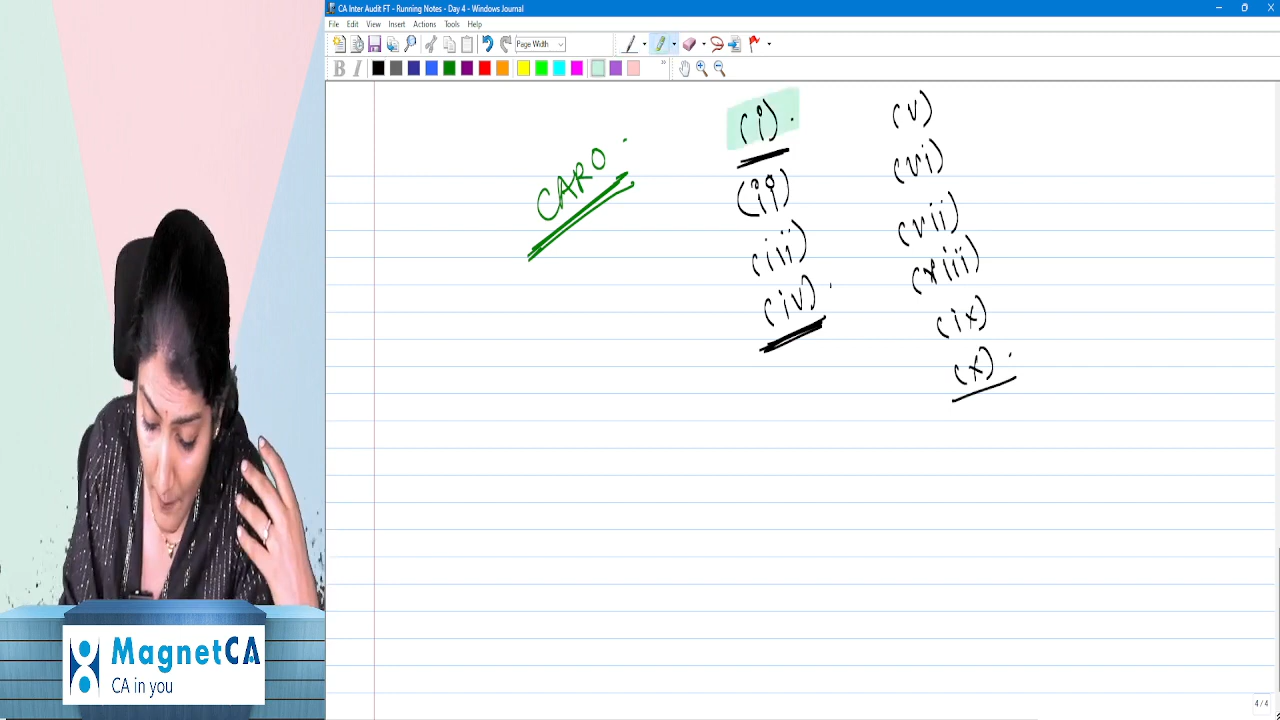 CA Inter Audit FT - Running Notes - Day 4 - Windows Journal
File Edit View Insert Actions Tools Help
Page Width
B I
CARO.
(i).
(ii)
(iii)
(iv).
(v)
(vi)
(vii)
(xiii)
(ix)
(x).
MagnetCA
CA in you
4 / 4